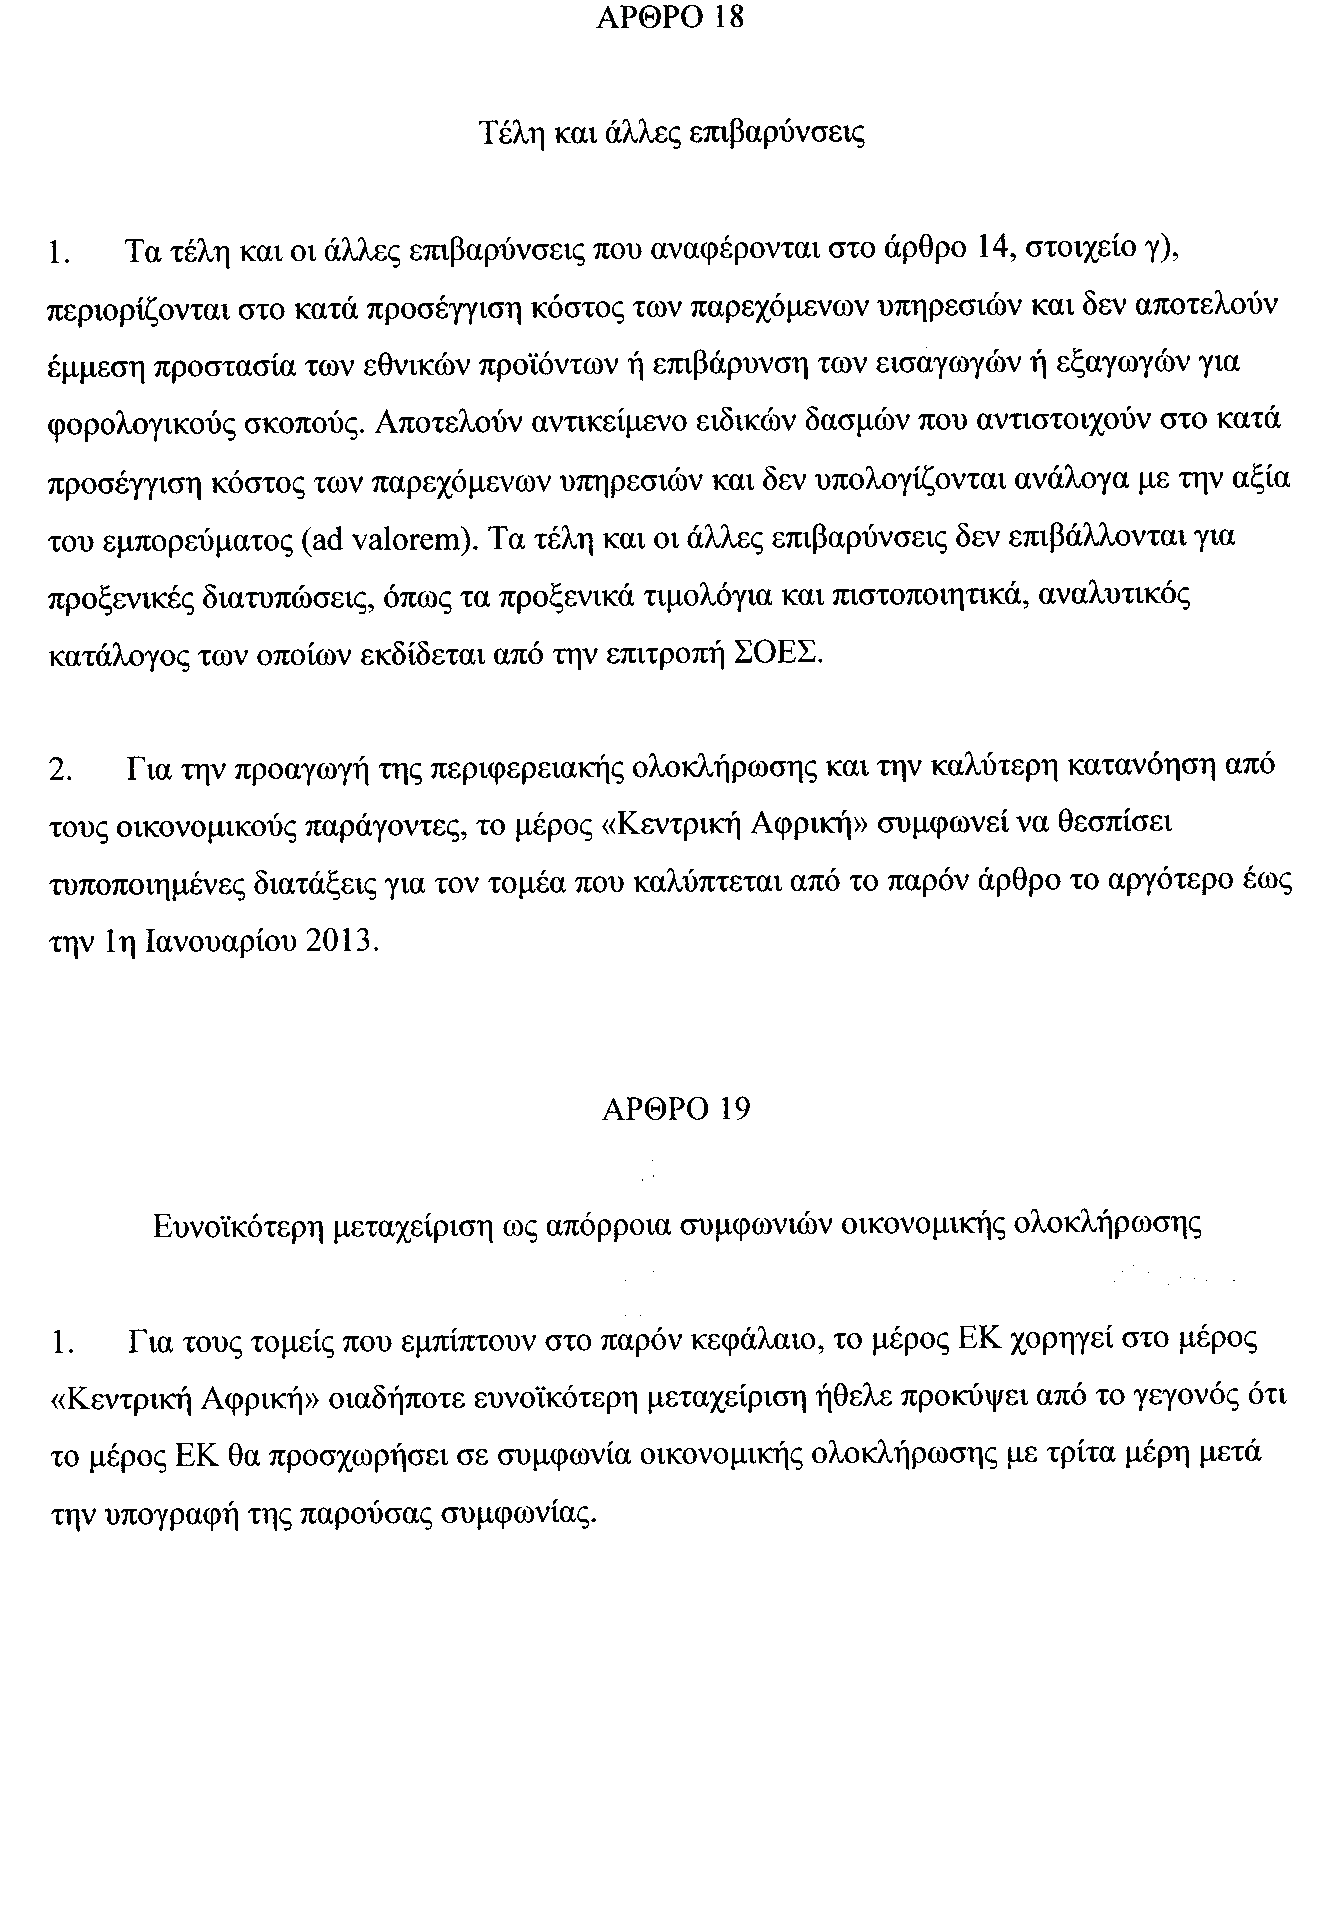 ΑΡΘΡΟ 18
Τέλη και άλλες επιβαρύνσεις
1. Τα τέλη και οι άλλες επιβαρύνσεις που αναφέρονται στο άρθρο 14, στοιχείο γ),
περιορίζονται στο κατά προσέγγιση κόστος των παρεχόμενων υπηρεσιών και δεν αποτελούν
έμμεση προστασία των εθνικών προϊόντων ή επιβάρυνση των εισαγωγών ή εξαγωγών για
φορολογικούς σκοπούς. Αποτελούν αντικείμενο ειδικών δασμών που αντιστοιχούν στο κατά
προσέγγιση κόστος των παρεχόμενων υπηρεσιών και δεν υπολογίζονται ανάλογα με την αξία
του εμπορεύματος (ad valorem). Τα τέλη και οι άλλες επιβαρύνσεις δεν επιβάλλονται για
προξενικές διατυπώσεις, όπως τα προξενικά τιμολόγια και πιστοποιητικά, αναλυτικός
κατάλογος των οποίων εκδίδεται από την επιτροπή ΣΟΕΣ.
2. Για την προαγωγή της περιφερειακής ολοκλήρωσης και την καλύτερη κατανόηση από
τους οικονομικούς παράγοντες, το μέρος «Κεντρική Αφρική» συμφωνεί να θεσπίσει
τυποποιημένες διατάξεις για τον τομέα που καλύπτεται από το παρόν άρθρο το αργότερο έως
την 1η Ιανουαρίου 2013.
ΑΡΘΡΟ 19
Ευνοϊκότερη μεταχείριση ως απόρροια συμφωνιών οικονομικής ολοκλήρωσης
1. Για τους τομείς που εμπίπτουν στο παρόν κεφάλαιο, το μέρος ΕΚ χορηγεί στο μέρος
«Κεντρική Αφρική» οιαδήποτε ευνοϊκότερη μεταχείριση ήθελε προκύψει από το γεγονός ότι
το μέρος ΕΚ θα προσχωρήσει σε συμφωνία οικονομικής ολοκλήρωσης με τρίτα μέρη μετά
την υπογραφή της παρούσας συμφωνίας.